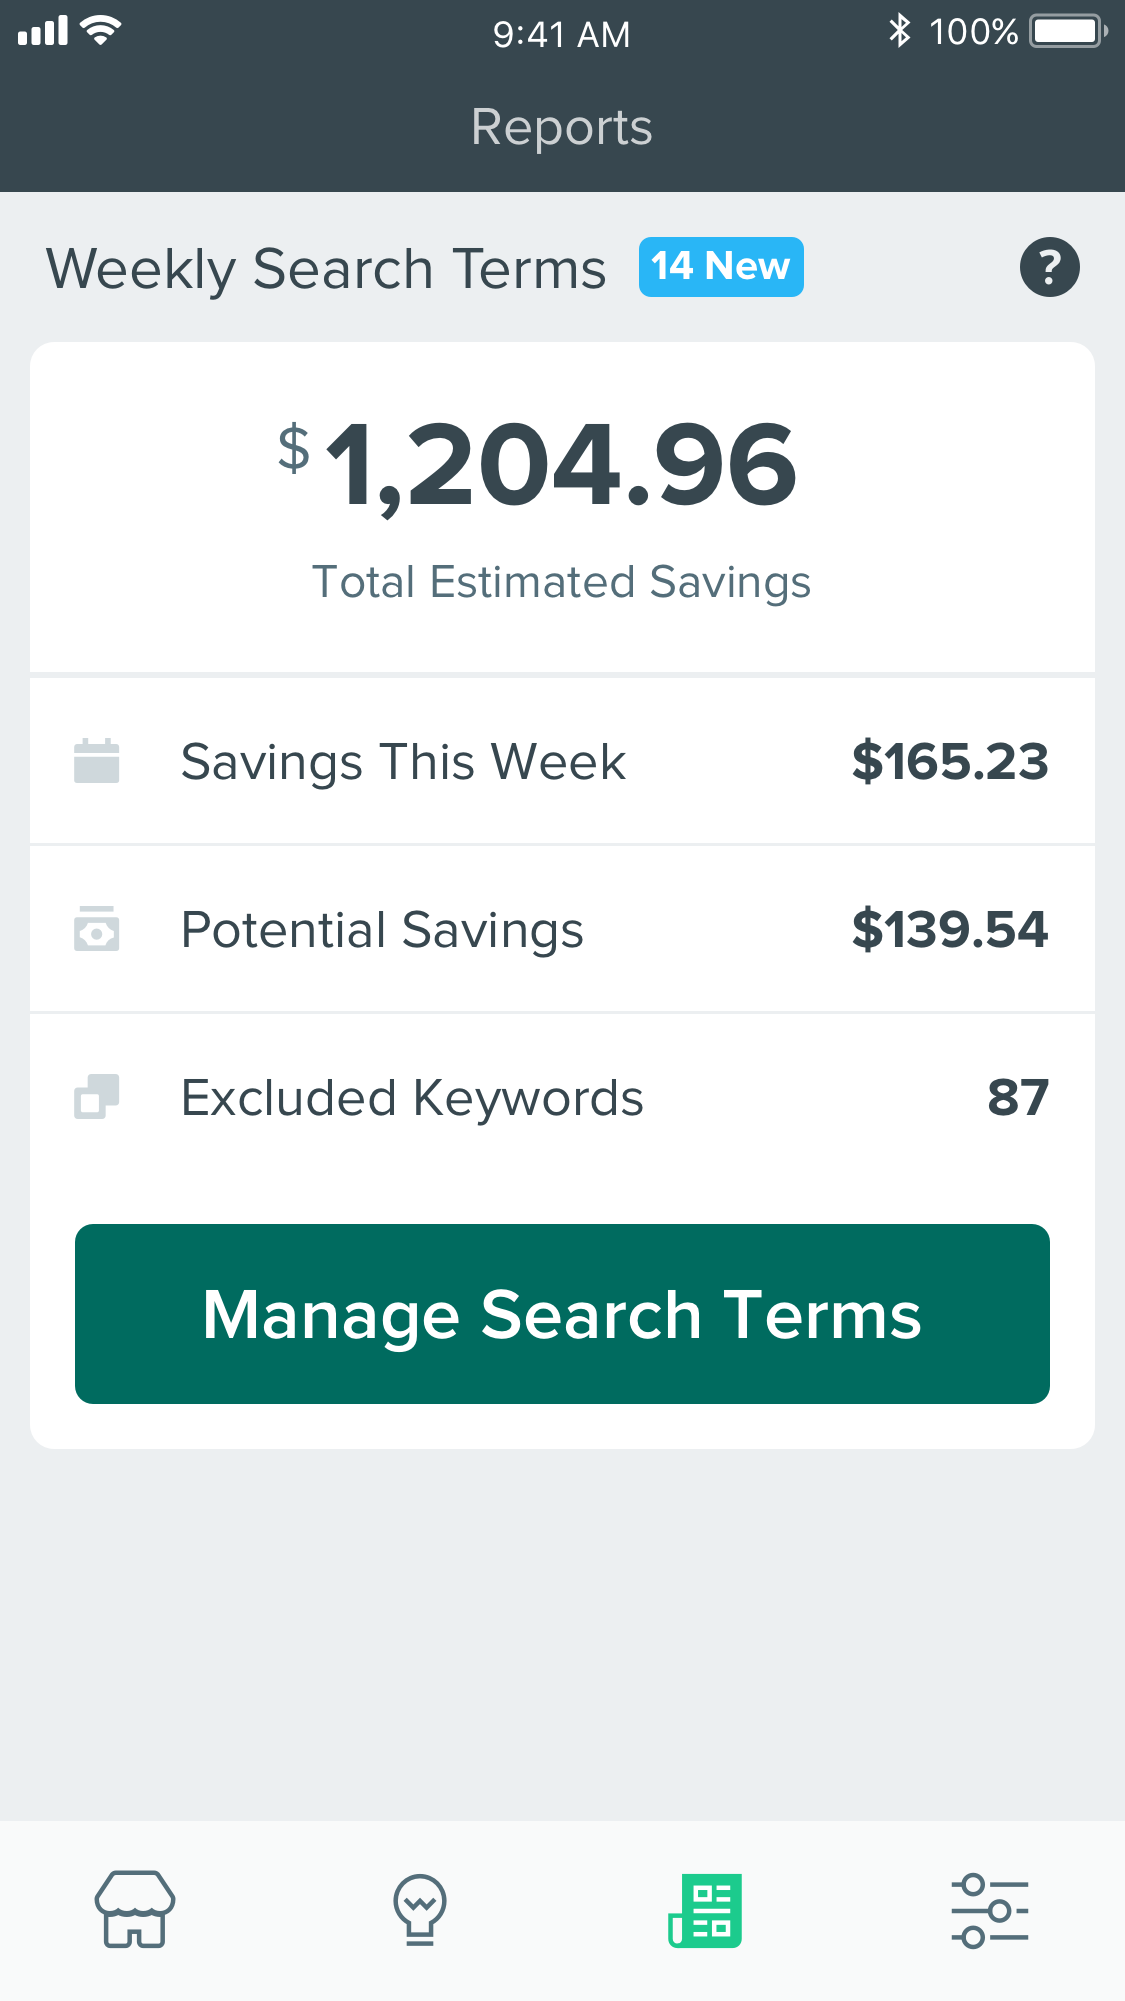 9:41 AM
100%
Reports
Weekly Search Terms
14 New
?
$1,204.96
Total Estimated Savings
Savings This Week
$165.23
Potential Savings
$139.54
Excluded Keywords
87
Manage Search Terms